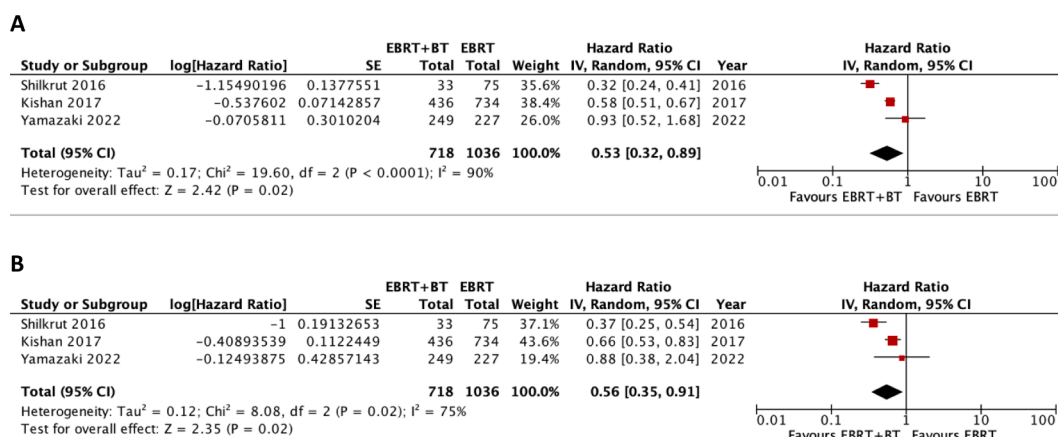 A
EBRT+BT EBRT Hazard Ratio Hazard Ratio
Study or Subgroup log[Hazard Ratio] SE Total Total Weight IV, Random, 95% CI Year IV, Random, 95% CI
Shilkrut 2016 -1.15490196 0.1377551 33 75 35.6% 0.32 [0.24, 0.41] 2016
Kishan 2017 -0.537602 0.07142857 436 734 38.4% 0.58 [0.51, 0.67] 2017
Yamazaki 2022 -0.0705811 0.3010204 249 227 26.0% 0.93 [0.52, 1.68] 2022
Total (95% CI) 718 1036 100.0% 0.53 [0.32, 0.89]
Heterogeneity: Tau² = 0.17; Chi² = 19.60, df = 2 (P < 0.0001); I² = 90%
Test for overall effect: Z = 2.42 (P = 0.02)
0.01 0.1 1 10 100
Favours EBRT+BT Favours EBRT
B
EBRT+BT EBRT Hazard Ratio Hazard Ratio
Study or Subgroup log[Hazard Ratio] SE Total Total Weight IV, Random, 95% CI Year IV, Random, 95% CI
Shilkrut 2016 -1 0.19132653 33 75 37.1% 0.37 [0.25, 0.54] 2016
Kishan 2017 -0.40893539 0.1122449 436 734 43.6% 0.66 [0.53, 0.83] 2017
Yamazaki 2022 -0.12493875 0.42857143 249 227 19.4% 0.88 [0.38, 2.04] 2022
Total (95% CI) 718 1036 100.0% 0.56 [0.35, 0.91]
Heterogeneity: Tau² = 0.12; Chi² = 8.08, df = 2 (P = 0.02); I² = 75%
Test for overall effect: Z = 2.35 (P = 0.02)
0.01 0.1 1 10 100
Favours EBRT+BT Favours EBRT